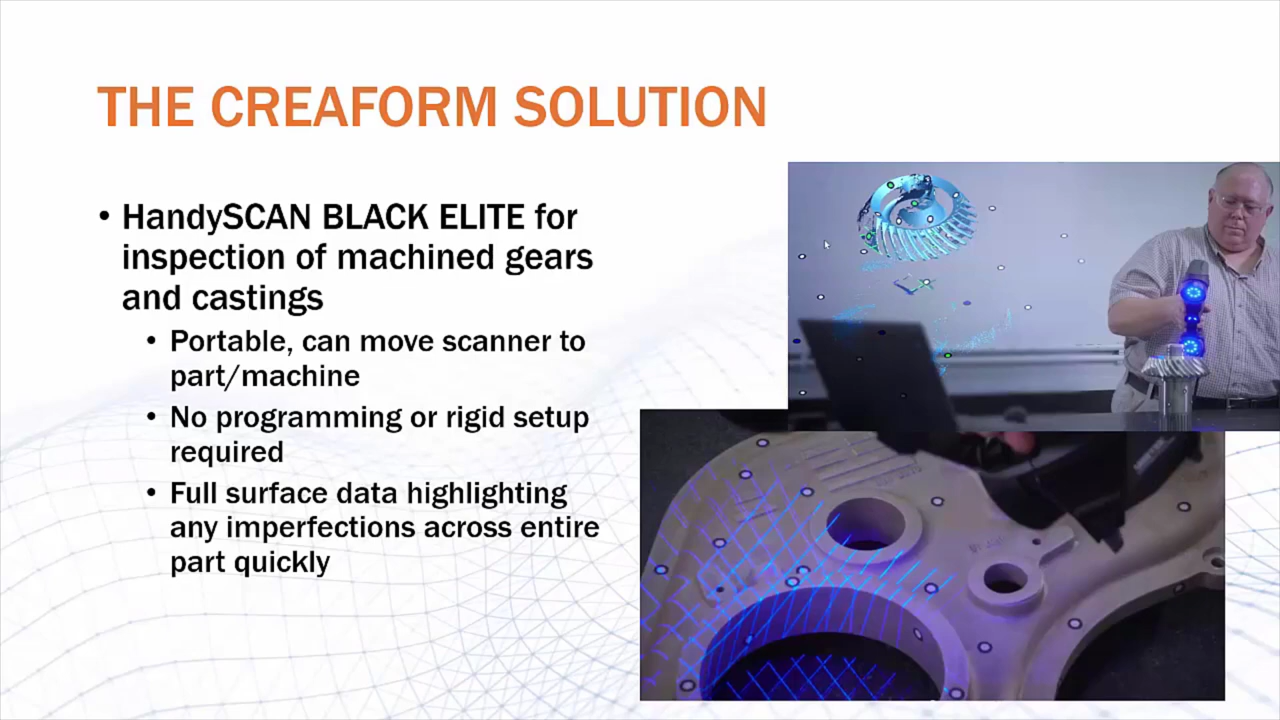 THE CREAFORM SOLUTION
• HandySCAN BLACK ELITE for
inspection of machined gears
and castings
• Portable, can move scanner to
part/machine
• No programming or rigid setup
required
• Full surface data highlighting
any imperfections across entire
part quickly